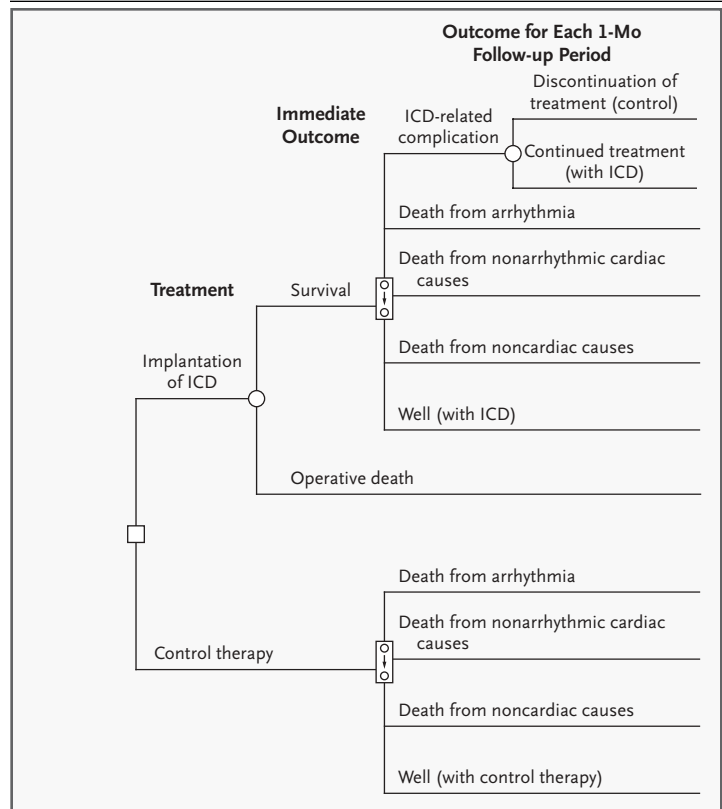 Outcome for Each 1-Mo
Follow-up Period
Immediate
Outcome
Discontinuation of
treatment (control)
ICD-related
complication
Continued treatment
(with ICD)
Death from arrhythmia
Death from nonarrhythmic cardiac
causes
Treatment
Survival
Death from noncardiac causes
Implantation
of ICD
Well (with ICD)
Operative death
Death from arrhythmia
Death from nonarrhythmic cardiac
causes
Control therapy
Death from noncardiac causes
Well (with control therapy)